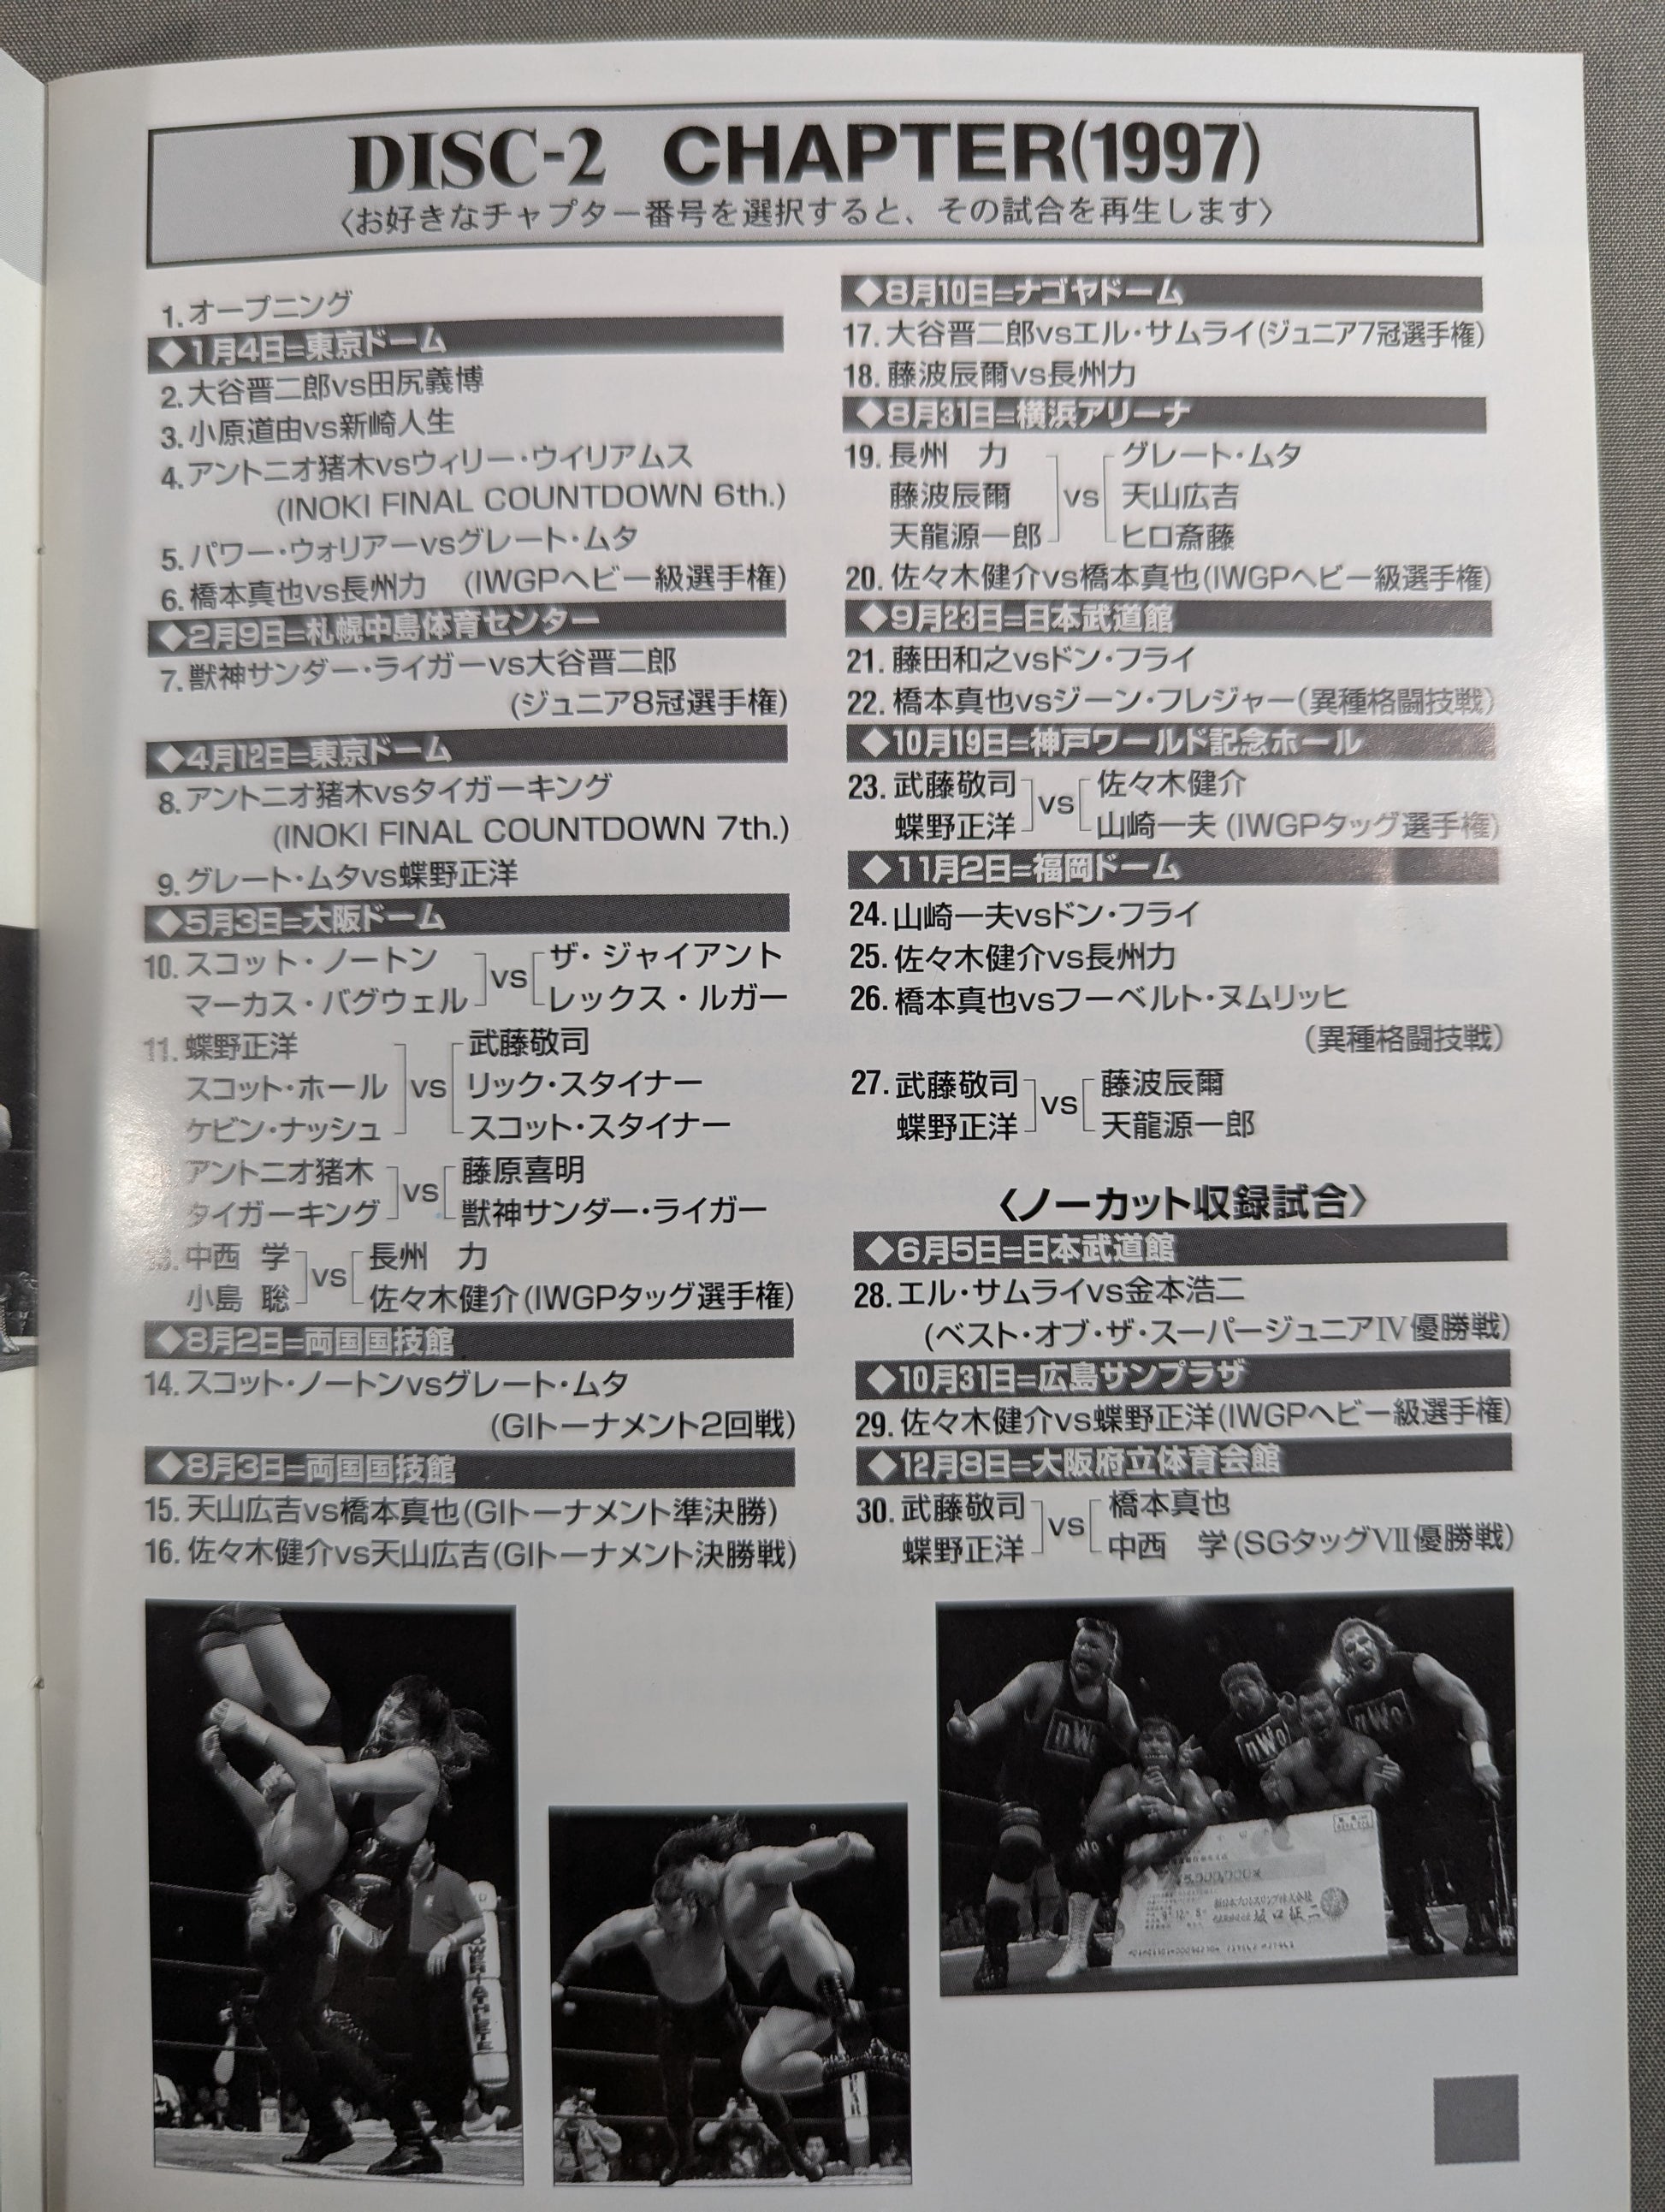 DISC-2 CHAPTER(1997)
〈お好きなチャプター番号を選択すると、その試合を再生します〉
1.オープニング
◆1月4日=東京ドーム
2.大谷晋二郎vs田尻義博
3.小原道由vs新崎人生
4.アントニオ猪木vsウィリー・ウイリアムス
(INOKI FINAL COUNTDOWN 6th.)
5.パワー・ウォリアーvsグレート・ムタ
6.橋本真也vs長州力 (IWGPヘビー級選手権)
◆2月9日=札幌中島体育センター
7.獣神サンダー・ライガーvs大谷晋二郎
(ジュニア8冠選手権)
◆4月12日=東京ドーム
8.アントニオ猪木vsタイガーキング
(INOKI FINAL COUNTDOWN 7th.)
9.グレート・ムタvs蝶野正洋
◆5月3日=大阪ドーム
10.スコット・ノートン
マーカス・バグウェル
vs
ザ・ジャイアント
レックス・ルガー
11.蝶野正洋
スコット・ホール
ケビン・ナッシュ
vs
武藤敬司
リック・スタイナー
スコット・スタイナー
アントニオ猪木
タイガーキング
vs
藤原喜明
獣神サンダー・ライガー
中西 学
小島 聡
vs
長州 力
佐々木健介(IWGPタッグ選手権)
◆8月2日=両国国技館
14.スコット・ノートンvsグレート・ムタ
(GIトーナメント2回戦)
◆8月3日=両国国技館
15.天山広吉vs橋本真也(GIトーナメント準決勝)
16.佐々木健介vs天山広吉(GIトーナメント決勝戦)
◆8月10日=ナゴヤドーム
17.大谷晋二郎vsエル・サムライ(ジュニア7冠選手権)
18.藤波辰爾vs長州力
◆8月31日=横浜アリーナ
19.長州 力
藤波辰爾
天龍源一郎
vs
グレート・ムタ
天山広吉
ヒロ斎藤
20.佐々木健介vs橋本真也(IWGPヘビー級選手権)
◆9月23日=日本武道館
21.藤田和之vsドン・フライ
22.橋本真也vsジーン・フレジャー(異種格闘技戦)
◆10月19日=神戸ワールド記念ホール
23.武藤敬司
蝶野正洋
vs
佐々木健介
山崎一夫(IWGPタッグ選手権)
◆11月2日=福岡ドーム
24.山崎一夫vsドン・フライ
25.佐々木健介vs長州力
26.橋本真也vsフーベルト・ヌムリッヒ
(異種格闘技戦)
27.武藤敬司
蝶野正洋
vs
藤波辰爾
天龍源一郎
〈ノーカット収録試合〉
◆6月5日=日本武道館
28.エル・サムライvs金本浩二
(ベスト・オブ・ザ・スーパージュニアⅣ優勝戦)
◆10月31日=広島サンプラザ
29.佐々木健介vs蝶野正洋(IWGPヘビー級選手権)
◆12月8日=大阪府立体育会館
30.武藤敬司
蝶野正洋
vs
橋本真也
中西 学(SGタッグⅦ優勝戦)
nWo
nWo
nWo
坂口征二